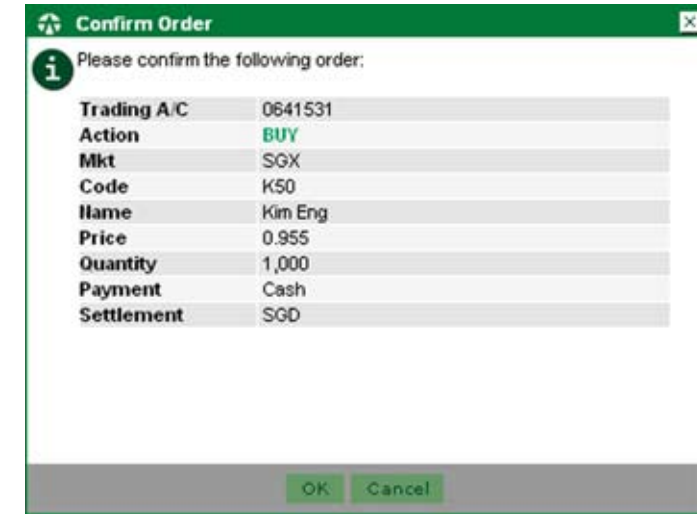 Confirm Order
Please confirm the following order:
Trading A/C 0641531
Action BUY
Mkt SGX
Code K50
Name Kim Eng
Price 0.955
Quantity 1,000
Payment Cash
Settlement SGD
OK Cancel